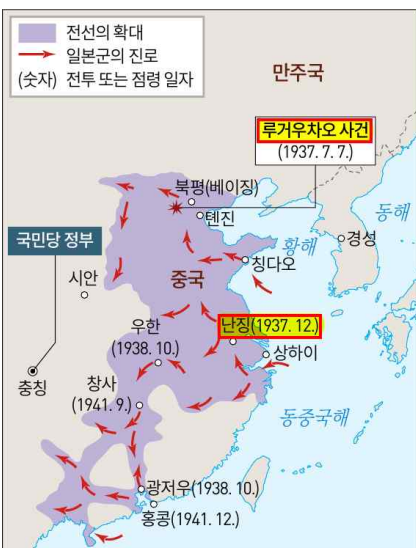 전선의 확대
일본군의 진로
(숫자) 전투 또는 점령 일자
만주국
루거우차오 사건
(1937. 7. 7.)
북평(베이징)
톈진
동해
국민당 정부
황해
경성
칭다오
시안
중국
우한
(1938. 10.)
난징(1937. 12.)
상하이
충칭
창사
(1941. 9.)
동중국해
광저우(1938. 10.)
홍콩(1941. 12.)